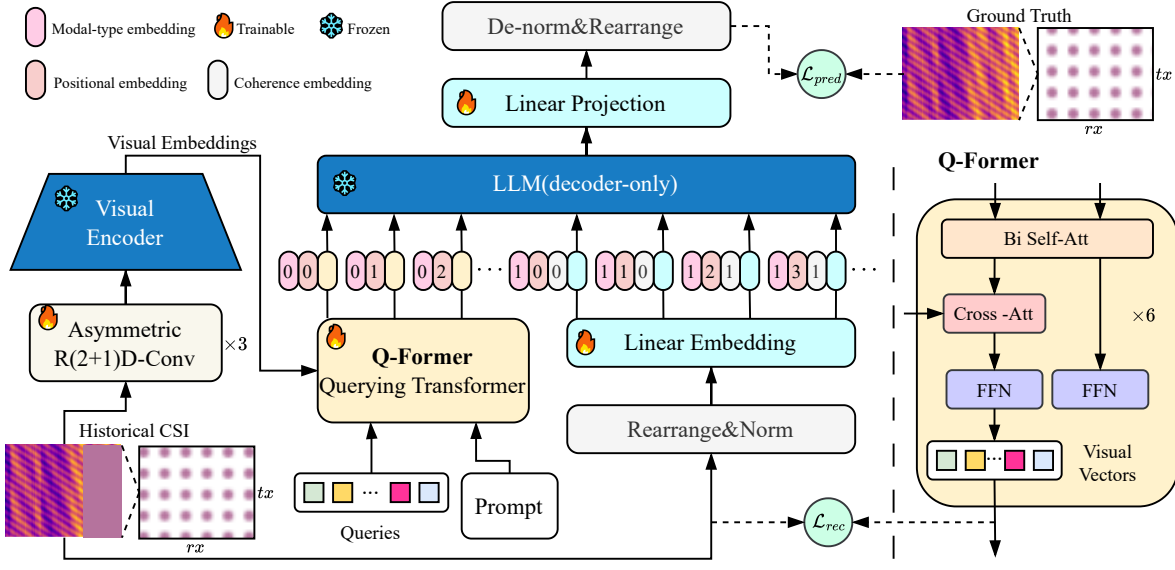 Modal-type embedding
Trainable
Frozen
Positional embedding
Coherence embedding
De-norm&Rearrange
Ground Truth
tx
rx
ℒ_pred
Linear Projection
Visual Embeddings
LLM(decoder-only)
Visual
Encoder
0 0
0 1
0 2
···
1 0 0
1 1 0
1 2 1
1 3 1
···
Asymmetric
R(2+1)D-Conv
×3
Q-Former
Querying Transformer
Linear Embedding
Rearrange&Norm
Historical CSI
tx
rx
···
Queries
Prompt
ℒ_rec
Q-Former
Bi Self-Att
Cross -Att
×6
FFN
FFN
···
Visual
Vectors